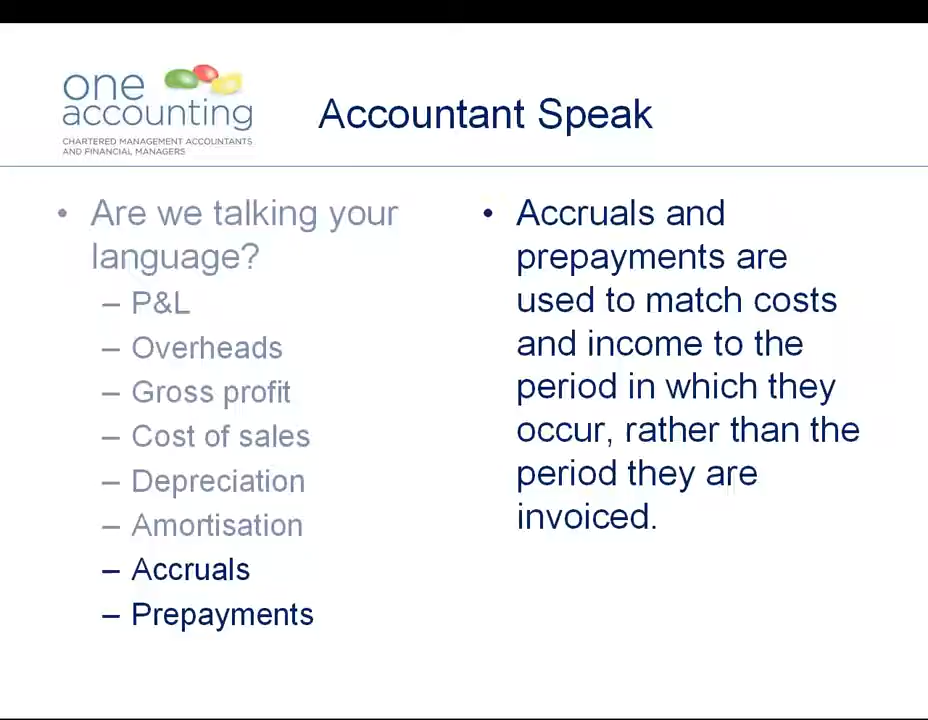 one
accounting
CHARTERED MANAGEMENT ACCOUNTANTS
AND FINANCIAL MANAGERS
Accountant Speak
• Are we talking your
language?
– P&L
– Overheads
– Gross profit
– Cost of sales
– Depreciation
– Amortisation
– Accruals
– Prepayments
• Accruals and
prepayments are
used to match costs
and income to the
period in which they
occur, rather than the
period they are
invoiced.